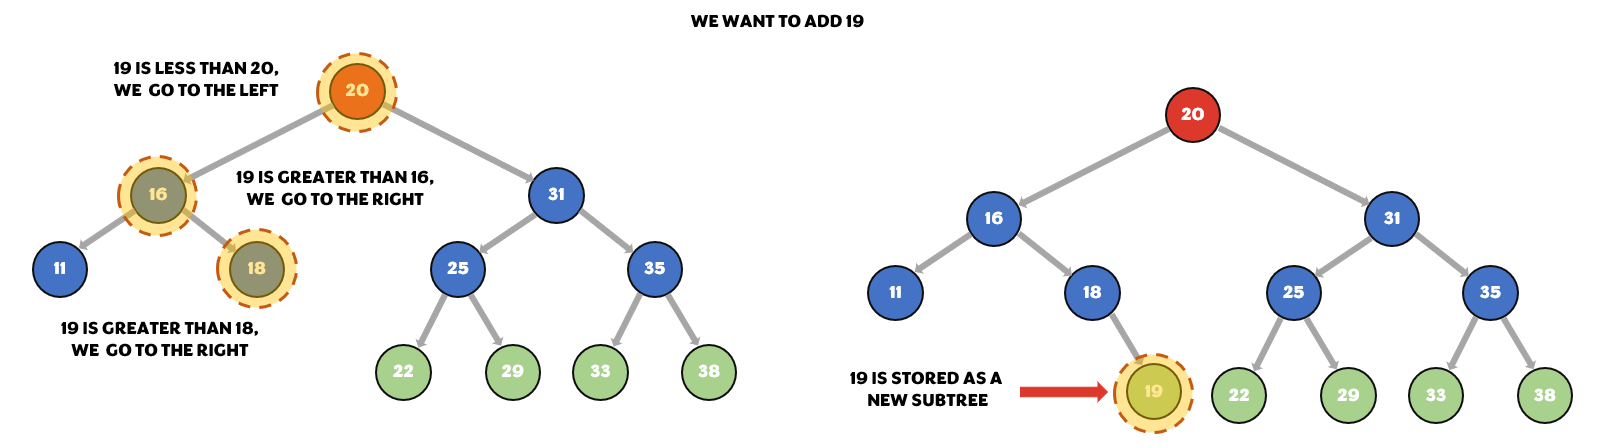 WE WANT TO ADD 19
19 IS LESS THAN 20,
WE GO TO THE LEFT
20
16
19 IS GREATER THAN 16,
WE GO TO THE RIGHT
31
11
18
25
35
19 IS GREATER THAN 18,
WE GO TO THE RIGHT
22
29
33
38
20
16
31
11
18
25
35
19 IS STORED AS A
NEW SUBTREE
19
22
29
33
38